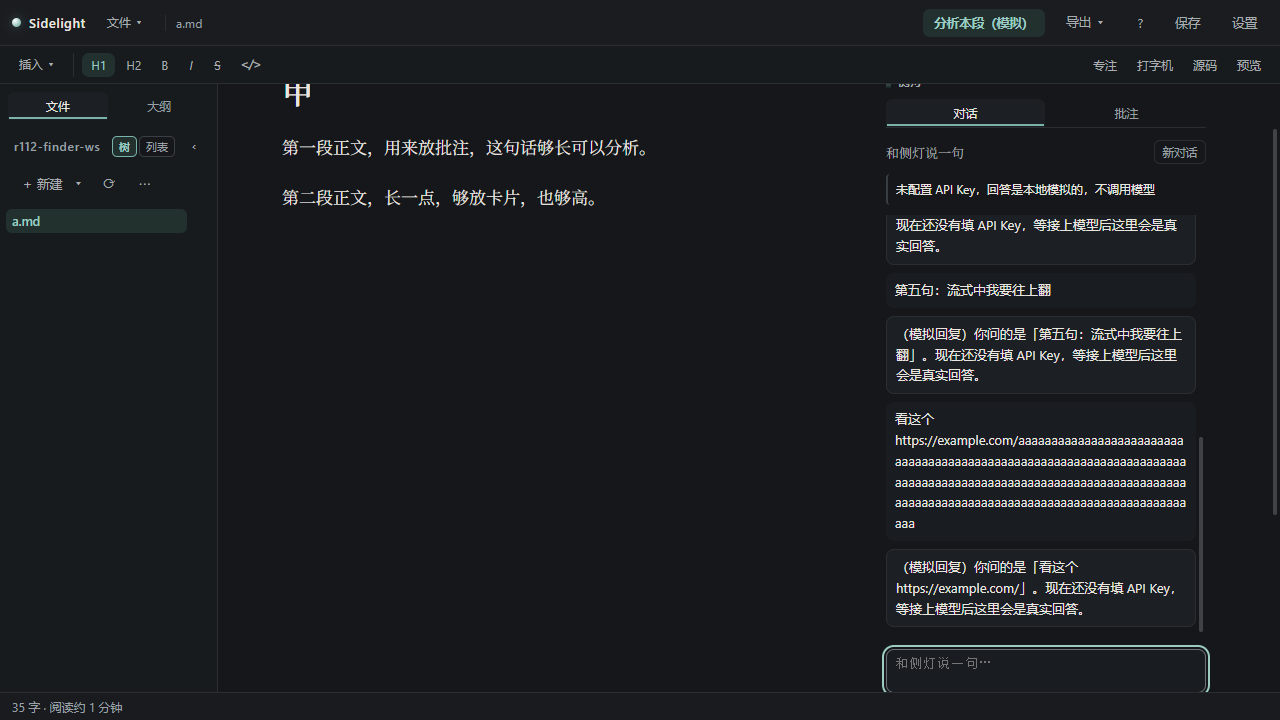 Sidelight 文件 a.md 分析本段（模拟） 导出 ? 保存 设置
插入 H1 H2 B I S </> 专注 打字机 源码 预览
文件 大纲
r112-finder-ws 树 列表 ‹
+ 新建 ⟳ ···
a.md
甲
第一段正文，用来放批注，这句话够长可以分析。
第二段正文，长一点，够放卡片，也够高。
对话 批注
和侧灯说一句 新对话
未配置 API Key，回答是本地模拟的，不调用模型
现在还没有填 API Key，等接上模型后这里会是真
实回答。
第五句：流式中我要往上翻
（模拟回复）你问的是「第五句：流式中我要往上
翻」。现在还没有填 API Key，等接上模型后这里
会是真实回答。
看这个
https://example.com/aaaaaaaaaaaaaaaaaaaaaaaaa
aaaaaaaaaaaaaaaaaaaaaaaaaaaaaaaaaaaaaaaaaaaa
aaaaaaaaaaaaaaaaaaaaaaaaaaaaaaaaaaaaaaaaaaaa
aaaaaaaaaaaaaaaaaaaaaaaaaaaaaaaaaaaaaaaaaaaa
aaa
（模拟回复）你问的是「看这个
https://example.com/」。现在还没有填 API Key，
等接上模型后这里会是真实回答。
和侧灯说一句…
35 字 · 阅读约 1 分钟